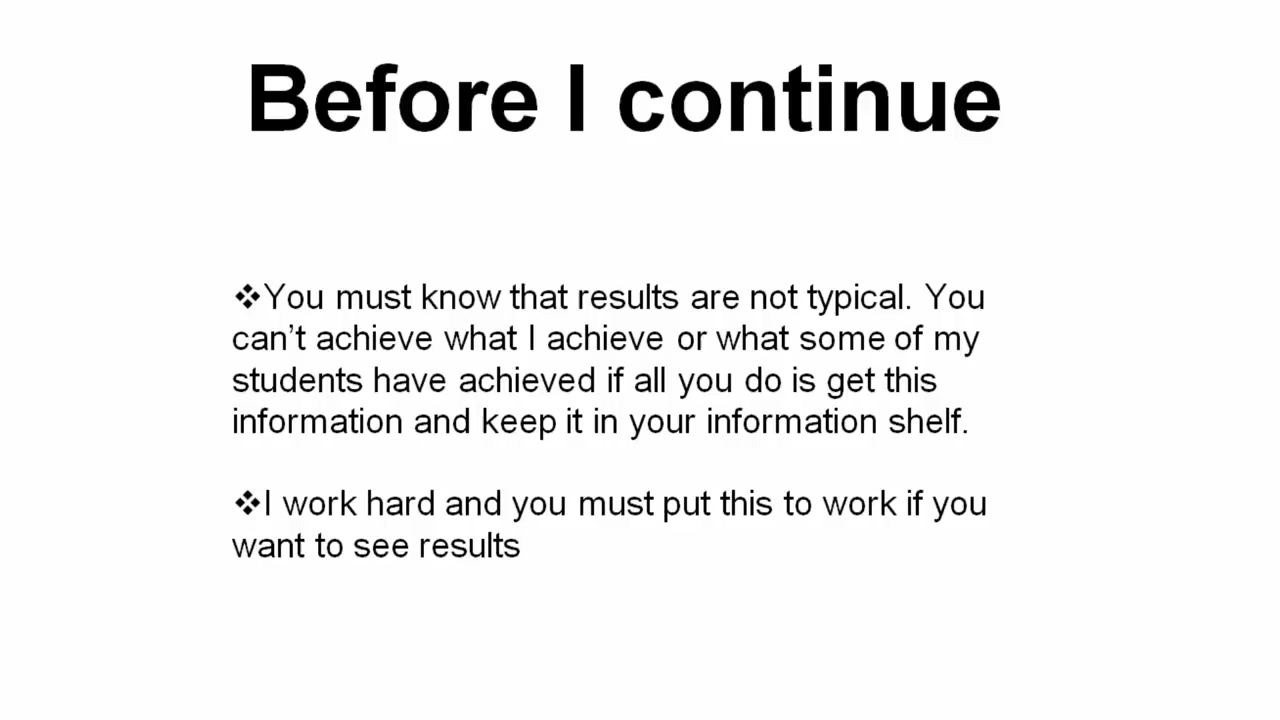 Before I continue
❖You must know that results are not typical. You
can’t achieve what I achieve or what some of my
students have achieved if all you do is get this
information and keep it in your information shelf.
❖I work hard and you must put this to work if you
want to see results